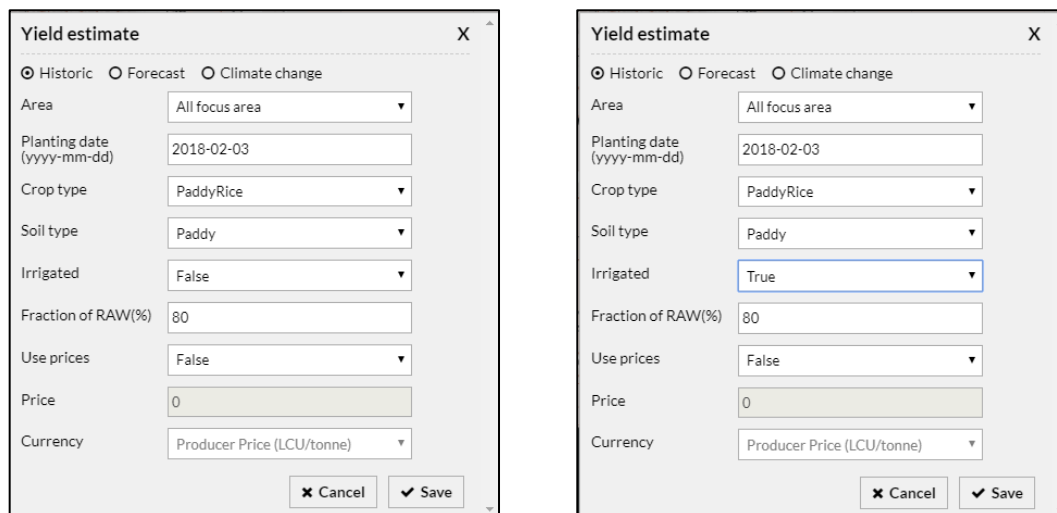 Yield estimate X
Historic Forecast Climate change
Area All focus area
Planting date
(yyyy-mm-dd) 2018-02-03
Crop type PaddyRice
Soil type Paddy
Irrigated False
Fraction of RAW(%) 80
Use prices False
Price 0
Currency Producer Price (LCU/tonne)
Cancel Save
Yield estimate X
Historic Forecast Climate change
Area All focus area
Planting date
(yyyy-mm-dd) 2018-02-03
Crop type PaddyRice
Soil type Paddy
Irrigated True
Fraction of RAW(%) 80
Use prices False
Price 0
Currency Producer Price (LCU/tonne)
Cancel Save